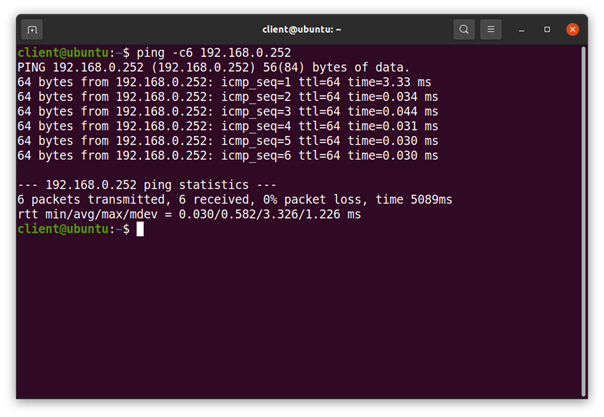 client@ubuntu: ~
client@ubuntu:~$ ping -c6 192.168.0.252
PING 192.168.0.252 (192.168.0.252) 56(84) bytes of data.
64 bytes from 192.168.0.252: icmp_seq=1 ttl=64 time=3.33 ms
64 bytes from 192.168.0.252: icmp_seq=2 ttl=64 time=0.034 ms
64 bytes from 192.168.0.252: icmp_seq=3 ttl=64 time=0.044 ms
64 bytes from 192.168.0.252: icmp_seq=4 ttl=64 time=0.031 ms
64 bytes from 192.168.0.252: icmp_seq=5 ttl=64 time=0.030 ms
64 bytes from 192.168.0.252: icmp_seq=6 ttl=64 time=0.030 ms
--- 192.168.0.252 ping statistics ---
6 packets transmitted, 6 received, 0% packet loss, time 5089ms
rtt min/avg/max/mdev = 0.030/0.582/3.326/1.226 ms
client@ubuntu:~$